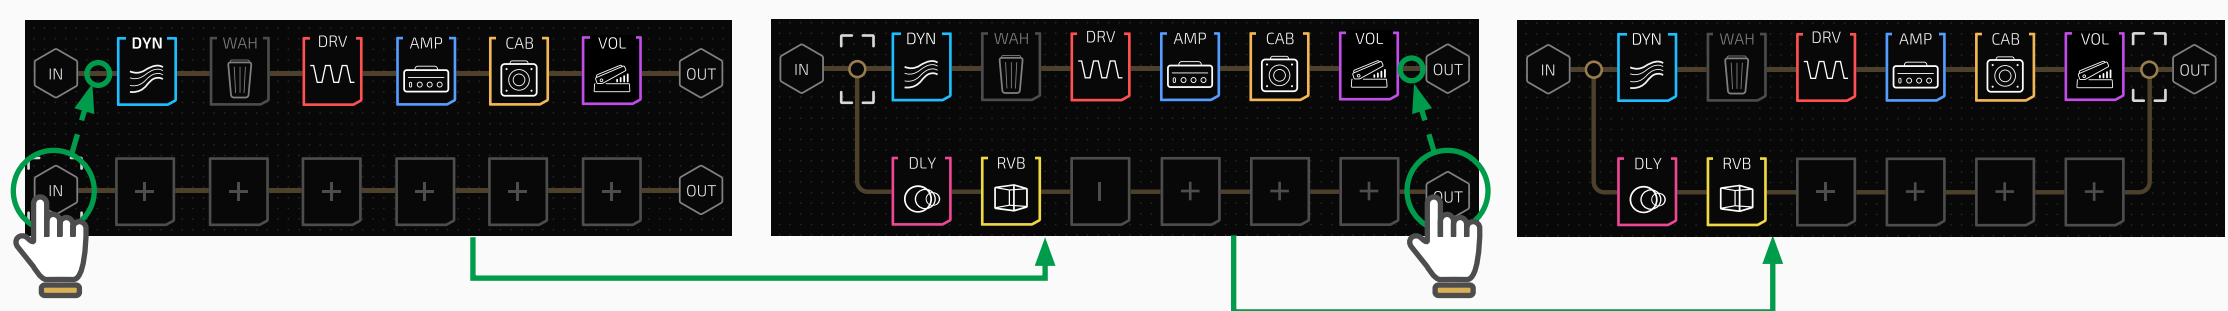 IN DYN WAH DRV AMP CAB VOL OUT
IN OUT
IN DYN WAH DRV AMP CAB VOL OUT
DLY RVB OUT
IN DYN WAH DRV AMP CAB VOL OUT
DLY RVB